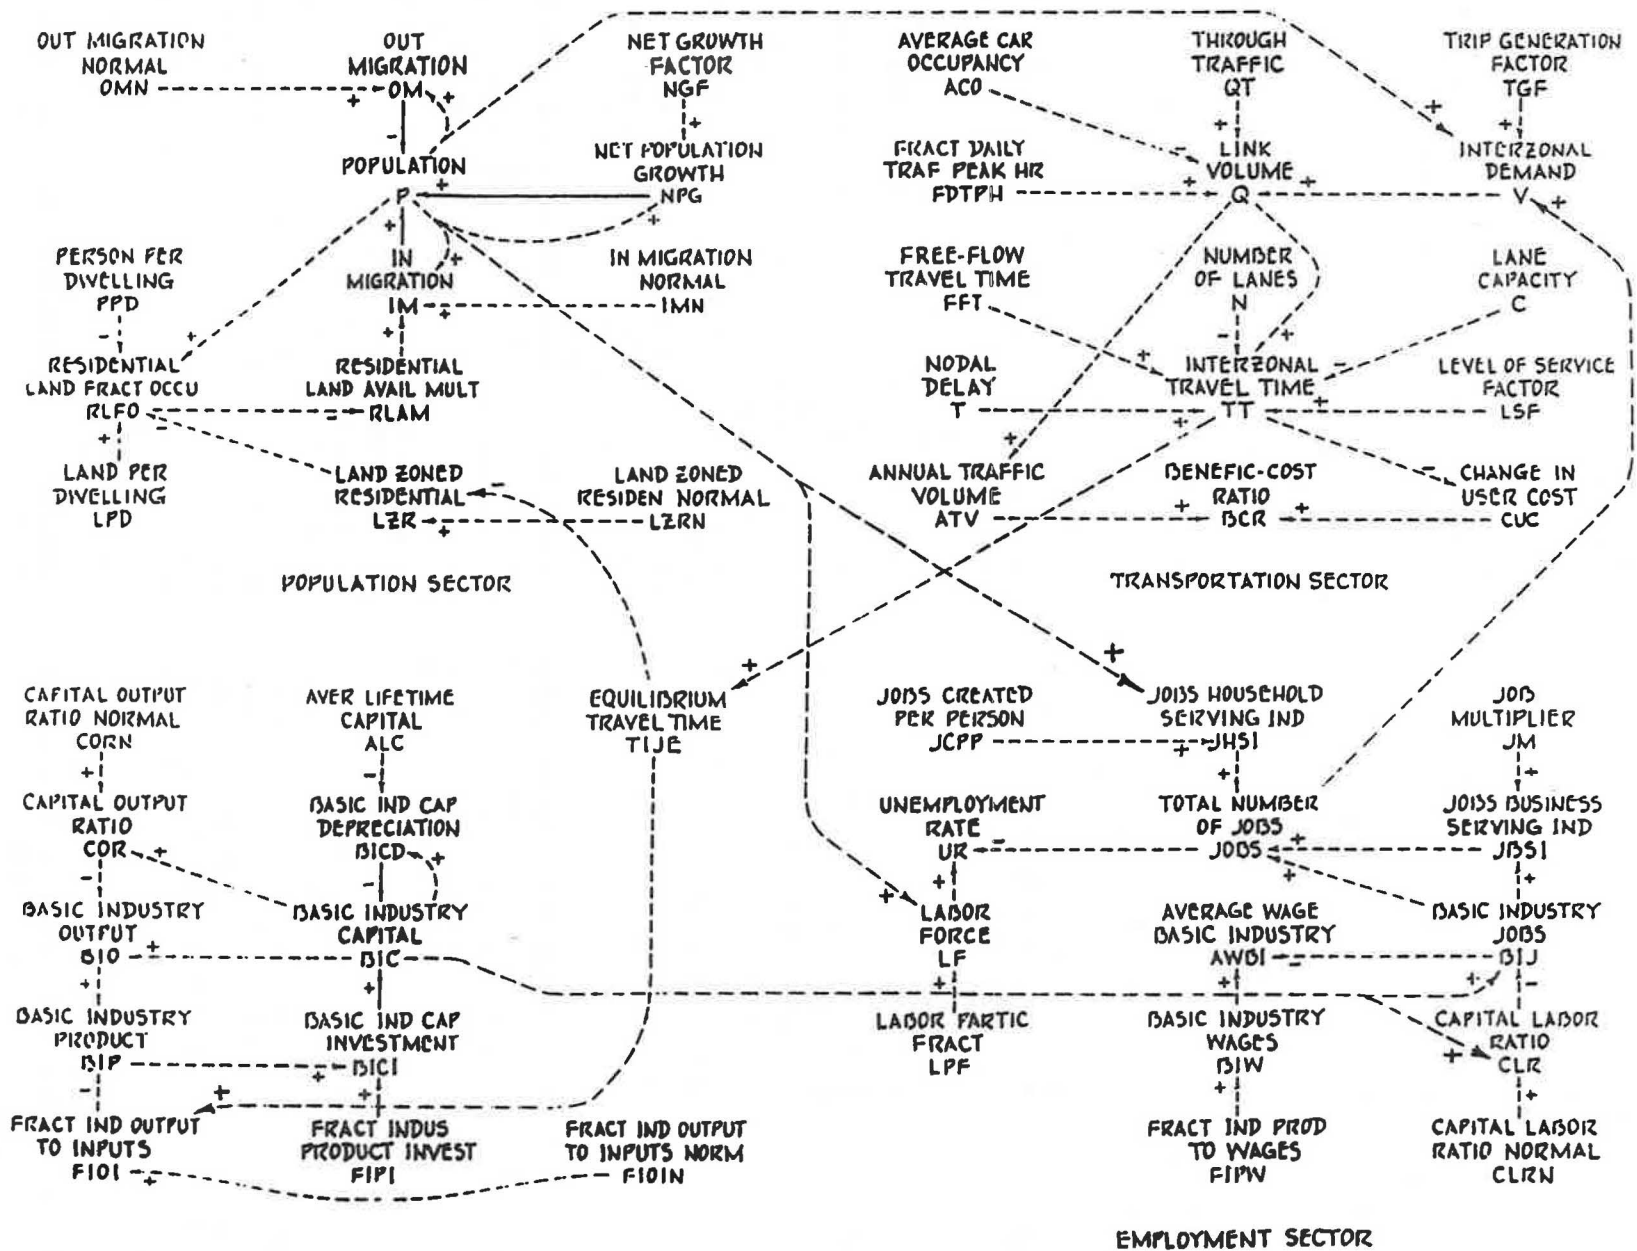 OUT MIGRATION
NORMAL
OMN
OUT
MIGRATION
OM
NET GROWTH
FACTOR
NGF
POPULATION
P
NET POPULATION
GROWTH
NPG
PERSON PER
DWELLING
PPD
IN
MIGRATION
IM
IN MIGRATION
NORMAL
IMN
RESIDENTIAL
LAND FRACT OCCU
RLFO
RESIDENTIAL
LAND AVAIL MULT
RLAM
LAND PER
DWELLING
LPD
LAND ZONED
RESIDENTIAL
LZR
LAND ZONED
RESIDEN NORMAL
LZRN
POPULATION SECTOR
AVERAGE CAR
OCCUPANCY
ACO
THROUGH
TRAFFIC
QT
TRIP GENERATION
FACTOR
TGF
FRACT DAILY
TRAF PEAK HR
FDTPH
LINK
VOLUME
Q
INTERZONAL
DEMAND
V
FREE-FLOW
TRAVEL TIME
FFT
NUMBER
OF LANES
N
LANE
CAPACITY
C
NODAL
DELAY
T
INTERZONAL
TRAVEL TIME
TT
LEVEL OF SERVICE
FACTOR
LSF
ANNUAL TRAFFIC
VOLUME
ATV
BENEFIC-COST
RATIO
BCR
CHANGE IN
USER COST
CUC
TRANSPORTATION SECTOR
CAPITAL OUTPUT
RATIO NORMAL
CORN
AVER LIFETIME
CAPITAL
ALC
EQUILIBRIUM
TRAVEL TIME
TIJE
CAPITAL OUTPUT
RATIO
COR
BASIC IND CAP
DEPRECIATION
BICD
BASIC INDUSTRY
OUTPUT
BIO
BASIC INDUSTRY
CAPITAL
BIC
BASIC INDUSTRY
PRODUCT
BIP
BASIC IND CAP
INVESTMENT
BICI
FRACT IND OUTPUT
TO INPUTS
FIOI
FRACT INDUS
PRODUCT INVEST
FIPI
FRACT IND OUTPUT
TO INPUTS NORM
FIOIN
JOBS CREATED
PER PERSON
JCPP
JOBS HOUSEHOLD
SERVING IND
JHSI
JOB
MULTIPLIER
JM
UNEMPLOYMENT
RATE
UR
TOTAL NUMBER
OF JOBS
JOBS
JOBS BUSINESS
SERVING IND
JBSI
LABOR
FORCE
LF
AVERAGE WAGE
BASIC INDUSTRY
AWBI
BASIC INDUSTRY
JOBS
BIJ
LABOR PARTIC
FRACT
LPF
BASIC INDUSTRY
WAGES
BIW
CAPITAL LABOR
RATIO
CLR
FRACT IND PROD
TO WAGES
FIPW
CAPITAL LABOR
RATIO NORMAL
CLRN
EMPLOYMENT SECTOR